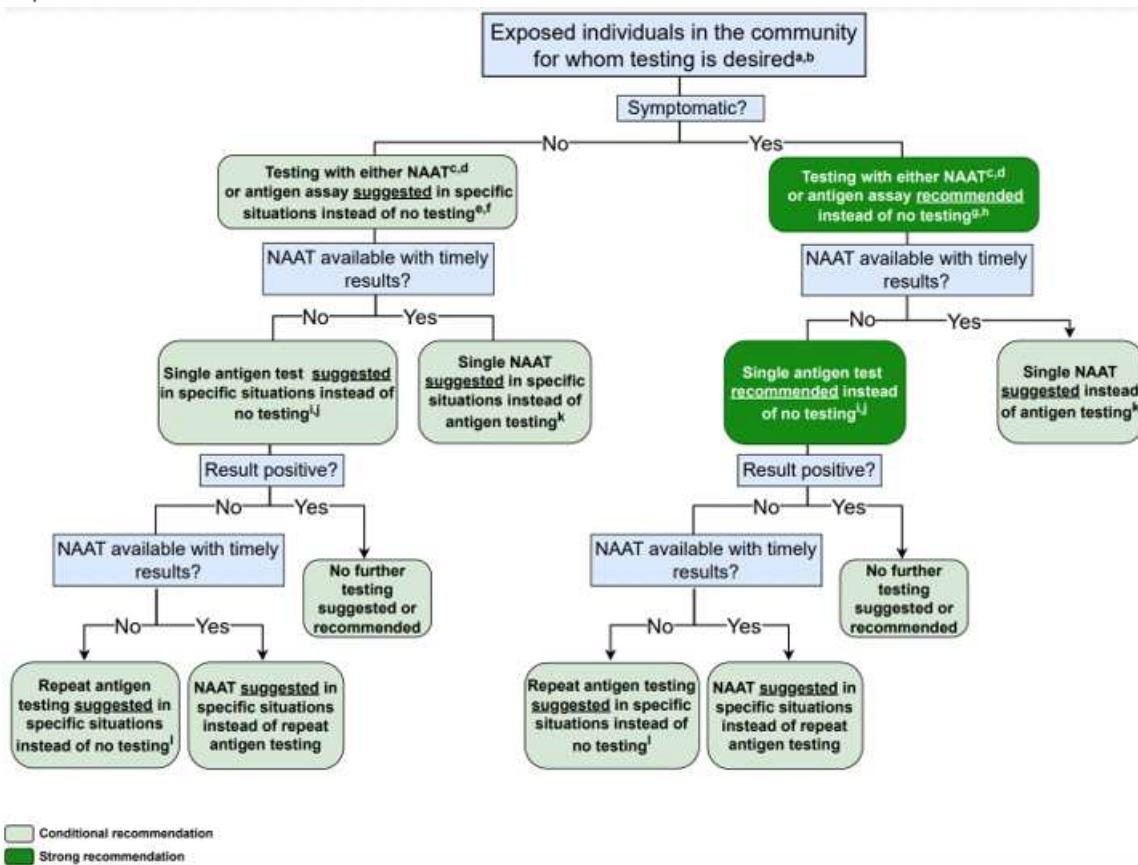 Exposed individuals in the community
for whom testing is desiredᵃ,ᵇ
Symptomatic?
No
Yes
Testing with either NAATᶜ,ᵈ
or antigen assay suggested in specific
situations instead of no testingᵉ,ᶠ
Testing with either NAATᶜ,ᵈ
or antigen assay recommended
instead of no testingᵍ,ʰ
NAAT available with timely
results?
NAAT available with timely
results?
No
Yes
No
Yes
Single antigen test suggested
in specific situations instead of
no testingⁱ,ʲ
Single NAAT
suggested in specific
situations instead of
antigen testingᵏ
Single antigen test
recommended instead
of no testingⁱ,ʲ
Single NAAT
suggested instead
of antigen testingᵏ
Result positive?
Result positive?
No
Yes
No
Yes
NAAT available with timely
results?
No further
testing
suggested or
recommended
NAAT available with timely
results?
No further
testing
suggested or
recommended
No
Yes
No
Yes
Repeat antigen
testing suggested in
specific situations
instead of no testingˡ
NAAT suggested in
specific situations
instead of repeat
antigen testing
Repeat antigen testing
suggested in specific
situations instead of
no testingˡ
NAAT suggested in
specific situations
instead of repeat
antigen testing
Conditional recommendation
Strong recommendation